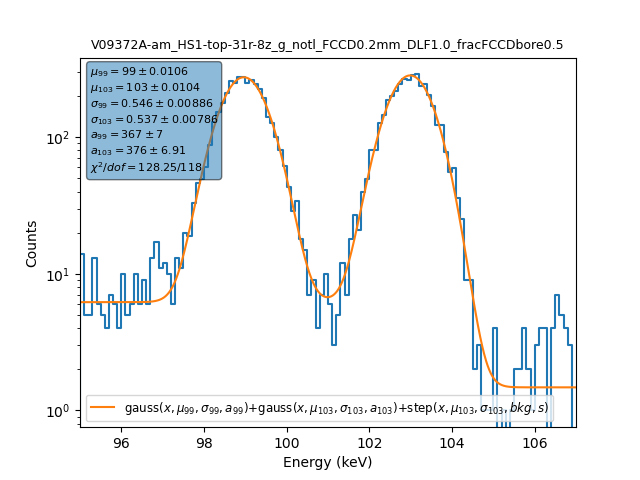 V09372A-am_HS1-top-31r-8z_g_notl_FCCD0.2mm_DLF1.0_fracFCCDbore0.5
μ₉₉ = 99 ± 0.0106
μ₁₀₃ = 103 ± 0.0104
σ₉₉ = 0.546 ± 0.00886
σ₁₀₃ = 0.537 ± 0.00786
a₉₉ = 367 ± 7
a₁₀₃ = 376 ± 6.91
χ²/dof = 128.25/118
10²
10¹
10⁰
Counts
gauss(x, μ₉₉, σ₉₉, a₉₉)+gauss(x, μ₁₀₃, σ₁₀₃, a₁₀₃)+step(x, μ₁₀₃, σ₁₀₃, bkg, s)
96 98 100 102 104 106
Energy (keV)